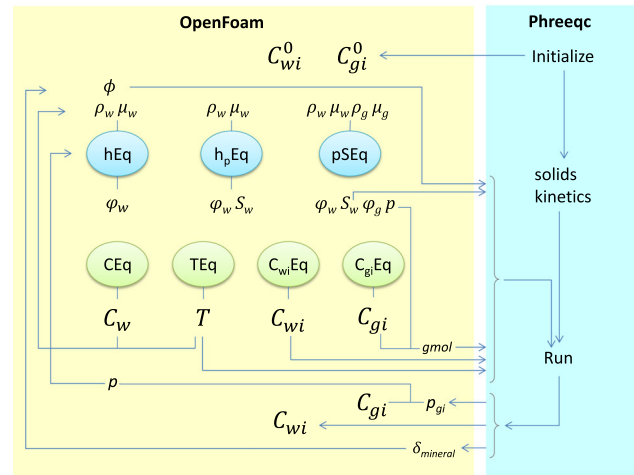 OpenFoam Phreeqc
C⁰wi C⁰gi Initialize
ϕ
ρw μw ρw μw ρw μw ρg μg
hEq hpEq pSEq
solids
kinetics
φw φw Sw φw Sw φg p
CEq TEq CwiEq CgiEq
Cw T Cwi Cgi
gmol
Run
p
Cgi pgi
Cwi
δmineral